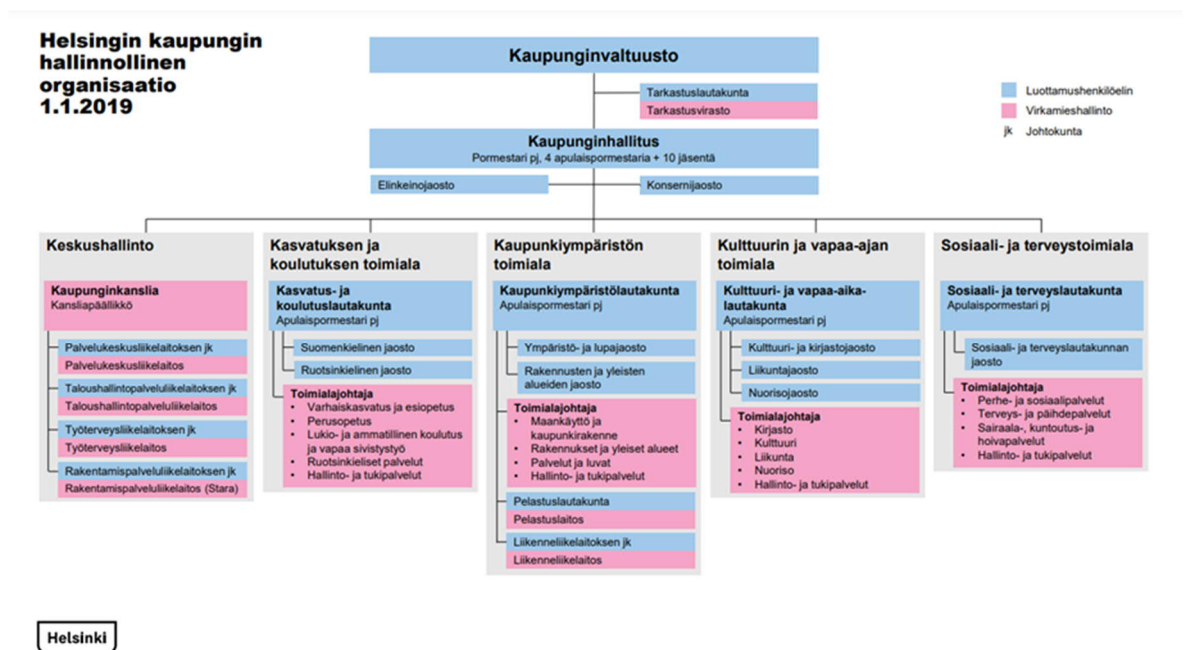 Helsingin kaupungin
hallinnollinen
organisaatio
1.1.2019
Kaupunginvaltuusto
Tarkastuslautakunta
Tarkastusvirasto
Luottamushenkilöelin
Virkamieshallinto
jk Johtokunta
Kaupunginhallitus
Pormestari pj, 4 apulaispormestaria + 10 jäsentä
Elinkeinojaosto
Konsernijaosto
Keskushallinto
Kaupunginkanslia
Kansliapäällikkö
Palvelukeskusliikelaitoksen jk
Palvelukeskusliikelaitos
Taloushallintopalveluliikelaitoksen jk
Taloushallintopalveluliikelaitos
Työterveysliikelaitoksen jk
Työterveysliikelaitos
Rakentamispalveluliikelaitoksen jk
Rakentamispalveluliikelaitos (Stara)
Kasvatuksen ja
koulutuksen toimiala
Kasvatus- ja
koulutuslautakunta
Apulaispormestari pj
Suomenkielinen jaosto
Ruotsinkielinen jaosto
Toimialajohtaja
• Varhaiskasvatus ja esiopetus
• Perusopetus
• Lukio- ja ammatillinen koulutus
ja vapaa sivistystyö
• Ruotsinkieliset palvelut
• Hallinto- ja tukipalvelut
Kaupunkiympäristön
toimiala
Kaupunkiympäristölautakunta
Apulaispormestari pj
Ympäristö- ja lupajaosto
Rakennusten ja yleisten
alueiden jaosto
Toimialajohtaja
• Maankäyttö ja
kaupunkirakenne
• Rakennukset ja yleiset alueet
• Palvelut ja luvat
• Hallinto- ja tukipalvelut
Pelastuslautakunta
Pelastuslaitos
Liikenneliikelaitoksen jk
Liikenneliikelaitos
Kulttuurin ja vapaa-ajan
toimiala
Kulttuuri- ja vapaa-aika-
lautakunta
Apulaispormestari pj
Kulttuuri- ja kirjastojaosto
Liikuntajaosto
Nuorisojaosto
Toimialajohtaja
• Kirjasto
• Kulttuuri
• Liikunta
• Nuoriso
• Hallinto- ja tukipalvelut
Sosiaali- ja terveystoimiala
Sosiaali- ja terveyslautakunta
Apulaispormestari pj
Sosiaali- ja terveyslautakunnan
jaosto
Toimialajohtaja
• Perhe- ja sosiaalipalvelut
• Terveys- ja päihdepalvelut
• Sairaala-, kuntoutus- ja
hoivapalvelut
• Hallinto- ja tukipalvelut
Helsinki